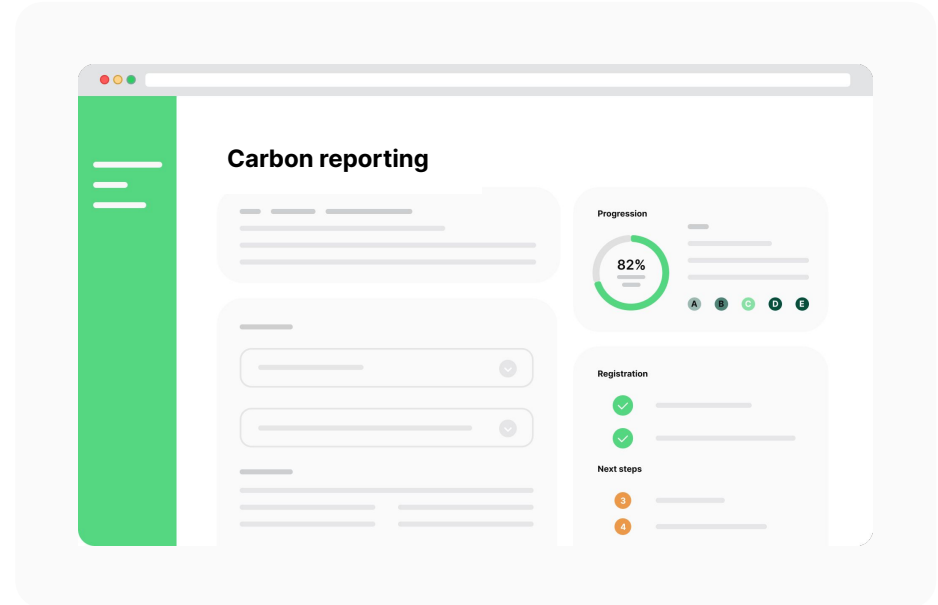 Carbon reporting
Progression
82%
A B C D E
Registration
Next steps
3
4